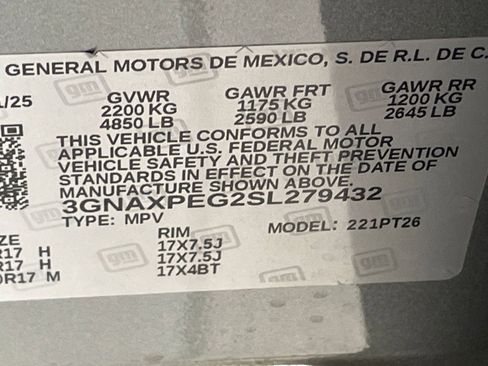 GENERAL MOTORS DE MEXICO, S. DE R.L. DE C.
/25 GVWR GAWR FRT GAWR RR
2200 KG 1175 KG 1200 KG
4850 LB 2590 LB 2645 LB
THIS VEHICLE CONFORMS TO ALL
APPLICABLE U.S. FEDERAL MOTOR
VEHICLE SAFETY AND THEFT PREVENTION
STANDARDS IN EFFECT ON THE DATE OF
MANUFACTURE SHOWN ABOVE.
3GNAXPEG2SL279432
TYPE: MPV MODEL: 221PT26
ZE RIM
R17 H 17X7.5J
R17 H 17X7.5J
0R17 M 17X4BT